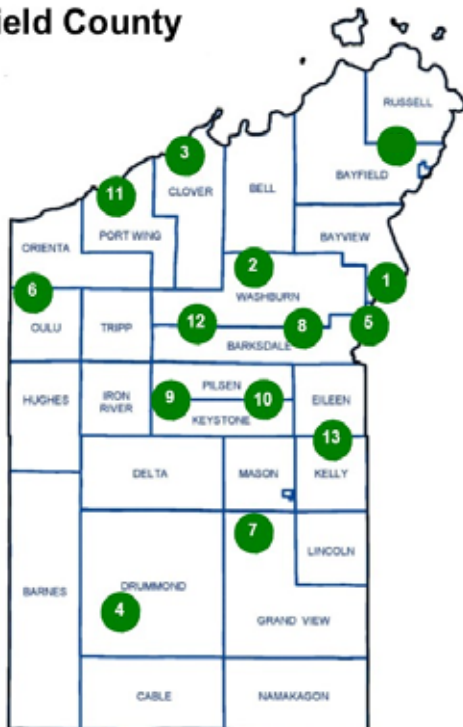 ield County
RUSSELL
3
CLOVER
BAYFIELD
11
BELL
PORT WING
BAYVIEW
ORIENTA
2
1
6
WASHBURN
OULU
TRIPP
12
8
5
BARKSDALE
HUGHES
IRON
RIVER
9
PILSEN
10
EILEEN
KEYSTONE
13
DELTA
MASON
KELLY
7
LINCOLN
BARNES
DRUMMOND
4
GRAND VIEW
CABLE
NAMAKAGON